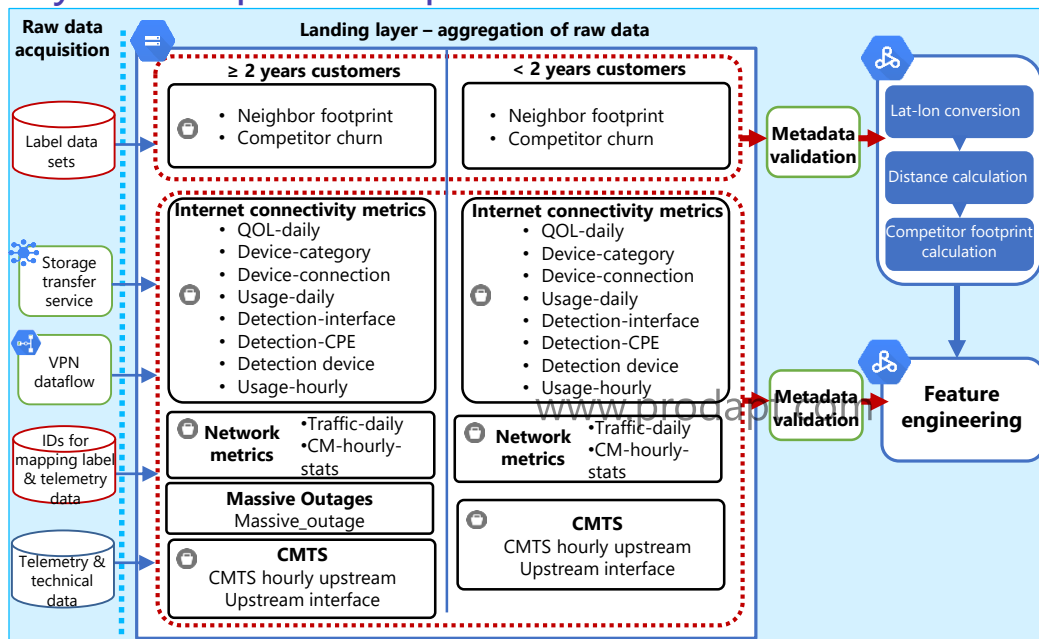 Raw data
acquisition
Label data
sets
Storage
transfer
service
VPN
dataflow
IDs for
mapping label
& telemetry
data
Telemetry &
technical
data
Landing layer – aggregation of raw data
≥ 2 years customers
• Neighbor footprint
• Competitor churn
Internet connectivity metrics
• QOL-daily
• Device-category
• Device-connection
• Usage-daily
• Detection-interface
• Detection-CPE
• Detection device
• Usage-hourly
Network
metrics
•Traffic-daily
•CM-hourly-
stats
Massive Outages
Massive_outage
CMTS
CMTS hourly upstream
Upstream interface
< 2 years customers
• Neighbor footprint
• Competitor churn
Internet connectivity metrics
• QOL-daily
• Device-category
• Device-connection
• Usage-daily
• Detection-interface
• Detection-CPE
• Detection device
• Usage-hourly
Network
metrics
•Traffic-daily
•CM-hourly-
stats
CMTS
CMTS hourly upstream
Upstream interface
Metadata
validation
Metadata
validation
Lat-lon conversion
Distance calculation
Competitor footprint
calculation
Feature
engineering
www.prodapt.com